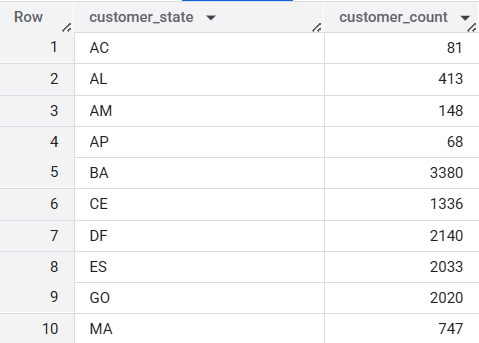 Row customer_state customer_count
1 AC 81
2 AL 413
3 AM 148
4 AP 68
5 BA 3380
6 CE 1336
7 DF 2140
8 ES 2033
9 GO 2020
10 MA 747